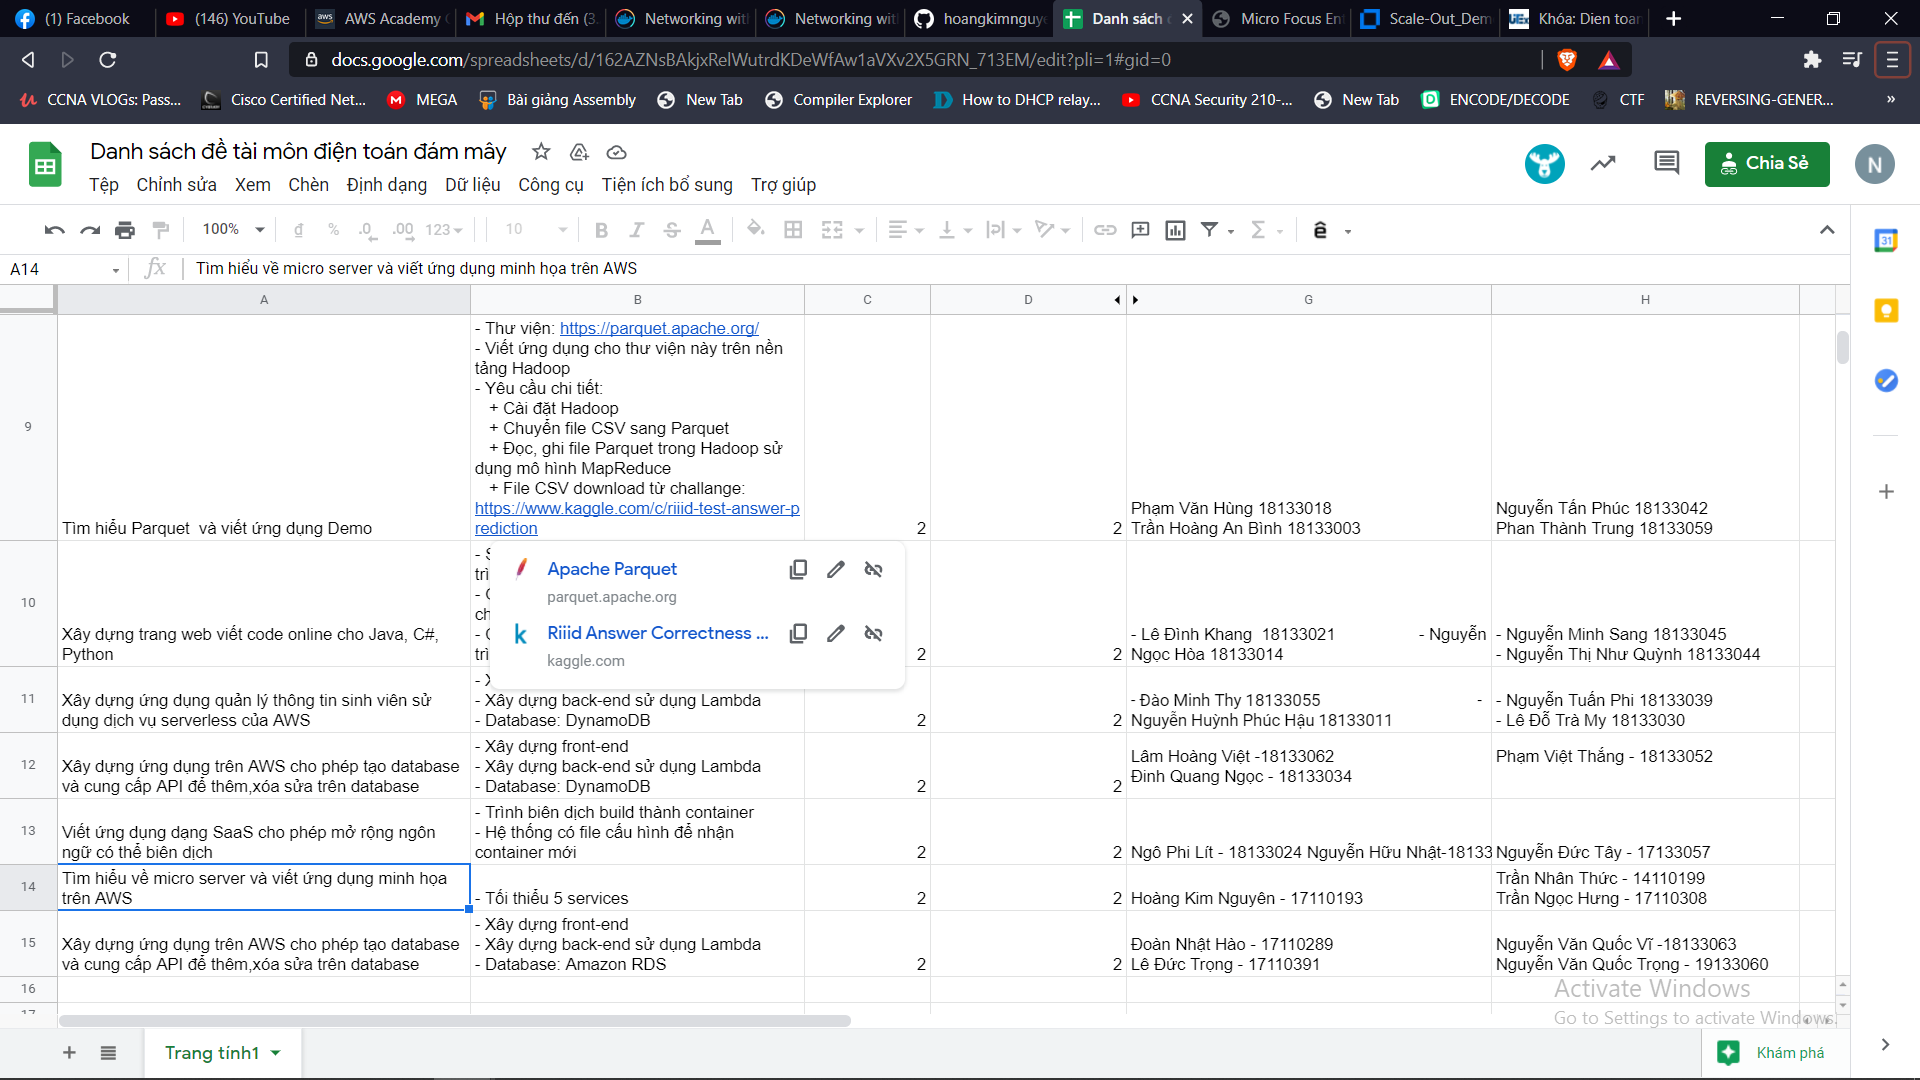 (1) Facebook
(146) YouTube
AWS Academy
Hộp thư đến (3.
Networking wit
Networking wit
hoangkimnguye
Danh sách
Micro Focus Ent
Scale-Out_Dem
Khóa: Dien toan
docs.google.com/spreadsheets/d/162AZNsBAkjxRelWutrdKDeWfAw1aVXv2X5GRN_713EM/edit?pli=1#gid=0
CCNA VLOGs: Pass...
Cisco Certified Net...
MEGA
Bài giảng Assembly
New Tab
Compiler Explorer
How to DHCP relay...
CCNA Security 210-...
New Tab
ENCODE/DECODE
CTF
REVERSING-GENER...
»
Danh sách đề tài môn điện toán đám mây
Tệp Chỉnh sửa Xem Chèn Định dạng Dữ liệu Công cụ Tiện ích bổ sung Trợ giúp
Chia Sẻ
N
100%
đ % .0 .00 123
10
B I S A
A14
fx
Tìm hiểu về micro server và viết ứng dụng minh họa trên AWS
A B C D G H
9
Tìm hiểu Parquet và viết ứng dụng Demo
- Thư viện: https://parquet.apache.org/
- Viết ứng dụng cho thư viện này trên nền
tảng Hadoop
- Yêu cầu chi tiết:
+ Cài đặt Hadoop
+ Chuyển file CSV sang Parquet
+ Đọc, ghi file Parquet trong Hadoop sử
dụng mô hình MapReduce
+ File CSV download từ challange:
https://www.kaggle.com/c/riiid-test-answer-p
rediction
2
2
Phạm Văn Hùng 18133018
Trần Hoàng An Bình 18133003
Nguyễn Tấn Phúc 18133042
Phan Thành Trung 18133059
Apache Parquet
parquet.apache.org
Riiid Answer Correctness ...
kaggle.com
10
Xây dựng trang web viết code online cho Java, C#,
Python
2
2
- Lê Đình Khang 18133021 - Nguyễn
Ngọc Hòa 18133014
- Nguyễn Minh Sang 18133045
- Nguyễn Thị Như Quỳnh 18133044
11
Xây dựng ứng dụng quản lý thông tin sinh viên sử
dụng dịch vụ serverless của AWS
- Xây dựng back-end sử dụng Lambda
- Database: DynamoDB
2
2
- Đào Minh Thy 18133055 -
Nguyễn Huỳnh Phúc Hậu 18133011
- Nguyễn Tuấn Phi 18133039
- Lê Đỗ Trà My 18133030
12
Xây dựng ứng dụng trên AWS cho phép tạo database
và cung cấp API để thêm,xóa sửa trên database
- Xây dựng front-end
- Xây dựng back-end sử dụng Lambda
- Database: DynamoDB
2
2
Lâm Hoàng Việt -18133062
Đinh Quang Ngọc - 18133034
Phạm Việt Thắng - 18133052
13
Viết ứng dụng dạng SaaS cho phép mở rộng ngôn
ngữ có thể biên dịch
- Trình biên dịch build thành container
- Hệ thống có file cấu hình để nhận
container mới
2
2
Ngô Phi Lít - 18133024 Nguyễn Hữu Nhật-18133
Nguyễn Đức Tây - 17133057
14
Tìm hiểu về micro server và viết ứng dụng minh họa
trên AWS
- Tối thiểu 5 services
2
2
Hoàng Kim Nguyên - 17110193
Trần Nhân Thức - 14110199
Trần Ngọc Hưng - 17110308
15
Xây dựng ứng dụng trên AWS cho phép tạo database
và cung cấp API để thêm,xóa sửa trên database
- Xây dựng front-end
- Xây dựng back-end sử dụng Lambda
- Database: Amazon RDS
2
2
Đoàn Nhật Hào - 17110289
Lê Đức Trọng - 17110391
Nguyễn Văn Quốc Vĩ -18133063
Nguyễn Văn Quốc Trọng - 19133060
16
17
Activate Windows
Go to Settings to activate Windows.
Trang tính1
Khám phá